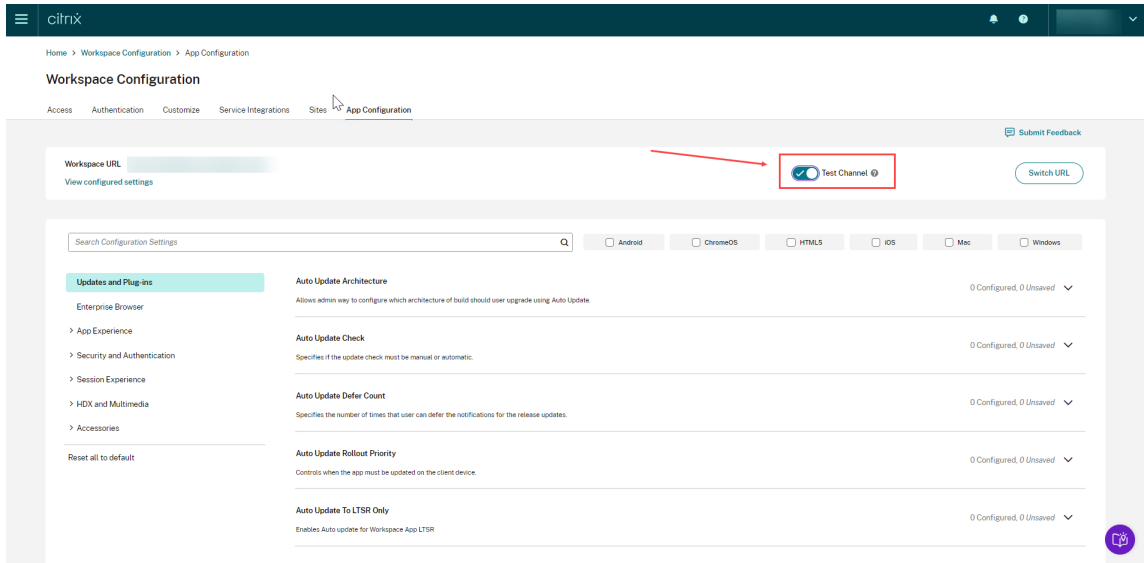 citrix
Home > Workspace Configuration > App Configuration
Workspace Configuration
Access Authentication Customize Service Integrations Sites App Configuration
Submit Feedback
Workspace URL
View configured settings
Test Channel
Switch URL
Search Configuration Settings
Android ChromeOS HTML5 iOS Mac Windows
Updates and Plug-ins
Enterprise Browser
> App Experience
> Security and Authentication
> Session Experience
> HDX and Multimedia
> Accessories
Reset all to default
Auto Update Architecture
Allows admin way to configure which architecture of build should user upgrade using Auto Update.
0 Configured, 0 Unsaved
Auto Update Check
Specifies if the update check must be manual or automatic.
0 Configured, 0 Unsaved
Auto Update Defer Count
Specifies the number of times that user can defer the notifications for the release updates.
0 Configured, 0 Unsaved
Auto Update Rollout Priority
Controls when the app must be updated on the client device.
0 Configured, 0 Unsaved
Auto Update To LTSR Only
Enables Auto update for Workspace App LTSR
0 Configured, 0 Unsaved